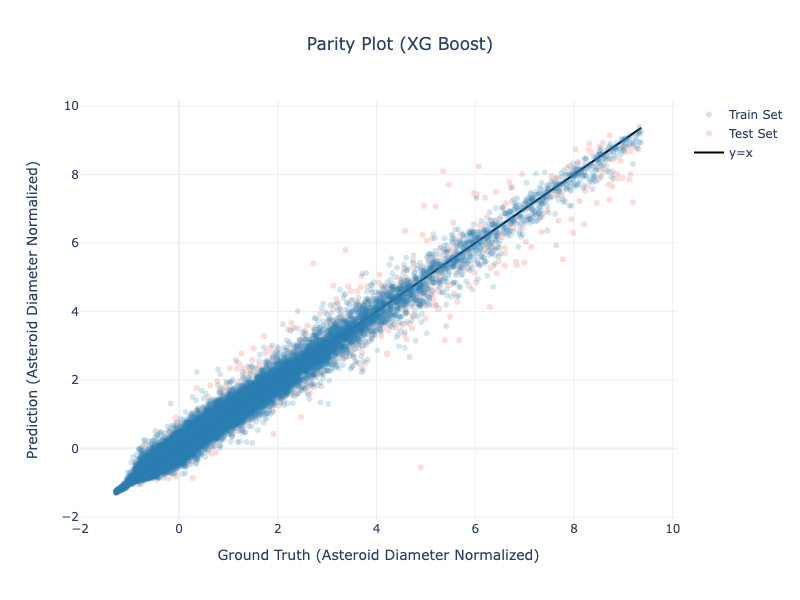 Parity Plot (XG Boost)
Train Set
Test Set
y=x
Prediction (Asteroid Diameter Normalized)
10
8
6
4
2
0
−2
−2
0
2
4
6
8
10
Ground Truth (Asteroid Diameter Normalized)